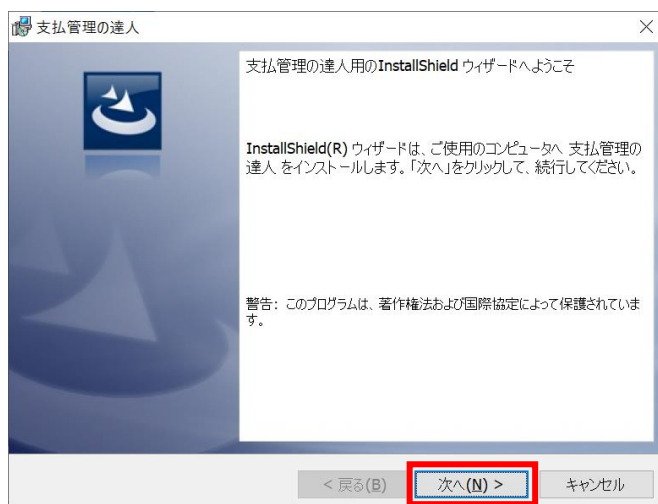 支払管理の達人
支払管理の達人用のInstallShield ウィザードへようこそ
InstallShield(R) ウィザードは、ご使用のコンピュータへ 支払管理の
達人 をインストールします。「次へ」をクリックして、続行してください。
警告: このプログラムは、著作権法および国際協定によって保護されていま
す。
< 戻る(B)
次へ(N) >
キャンセル